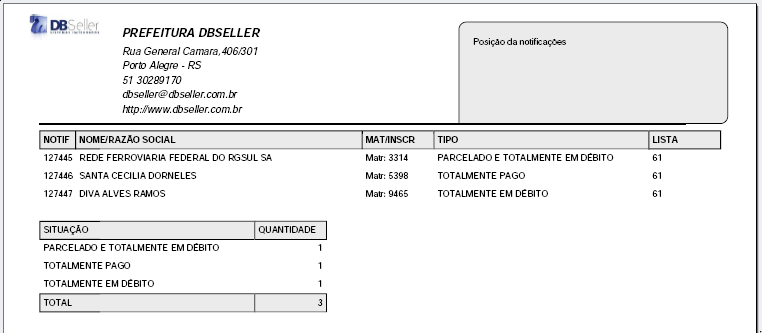 DBSeller
SISTEMAS INTEGRADOS
PREFEITURA DBSELLER
Rua General Camara,406/301
Porto Alegre - RS
51 30289170
dbseller@dbseller.com.br
http://www.dbseller.com.br
Posição da notificações
NOTIF NOME/RAZÃO SOCIAL MAT/INSCR TIPO LISTA
127445 REDE FERROVIARIA FEDERAL DO RGSUL SA Matr: 3314 PARCELADO E TOTALMENTE EM DÉBITO 61
127446 SANTA CECILIA DORNELES Matr: 5398 TOTALMENTE PAGO 61
127447 DIVA ALVES RAMOS Matr: 9465 TOTALMENTE EM DÉBITO 61
SITUAÇÃO QUANTIDADE
PARCELADO E TOTALMENTE EM DÉBITO 1
TOTALMENTE PAGO 1
TOTALMENTE EM DÉBITO 1
TOTAL 3